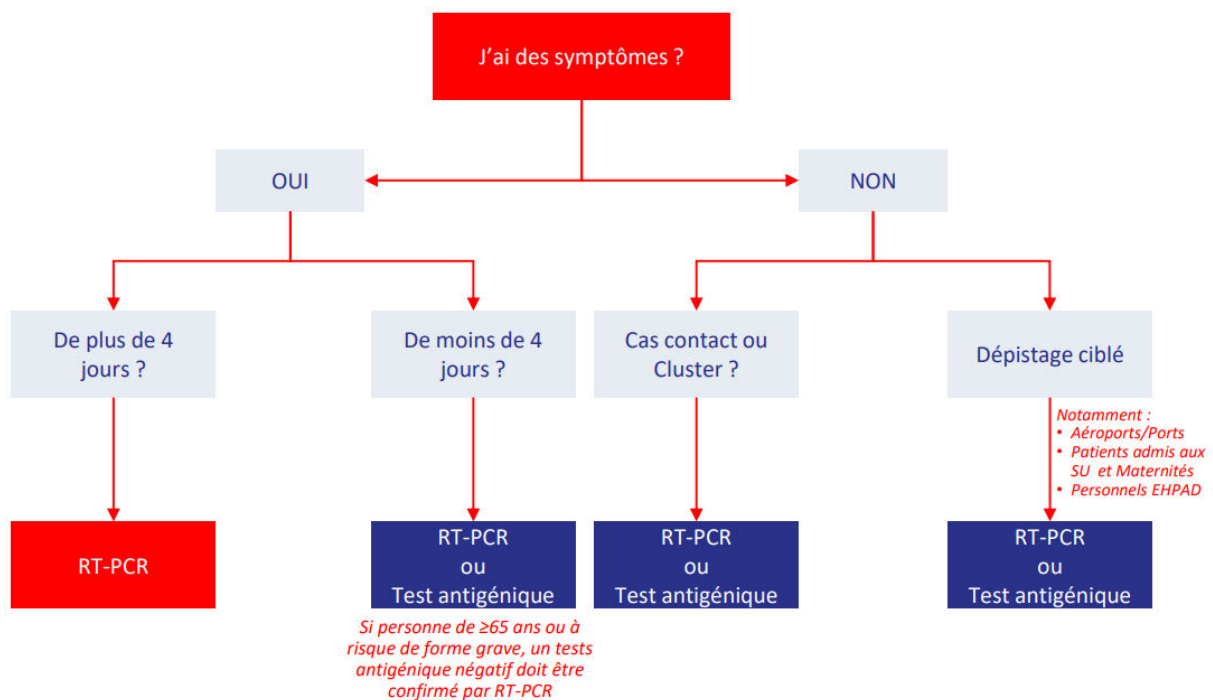 J'ai des symptômes ?
OUI
NON
De plus de 4
jours ?
De moins de 4
jours ?
Cas contact ou
Cluster ?
Dépistage ciblé
Notamment :
• Aéroports/Ports
• Patients admis aux
SU et Maternités
• Personnels EHPAD
RT-PCR
RT-PCR
ou
Test antigénique
RT-PCR
ou
Test antigénique
RT-PCR
ou
Test antigénique
Si personne de ≥65 ans ou à
risque de forme grave, un tests
antigénique négatif doit être
confirmé par RT-PCR